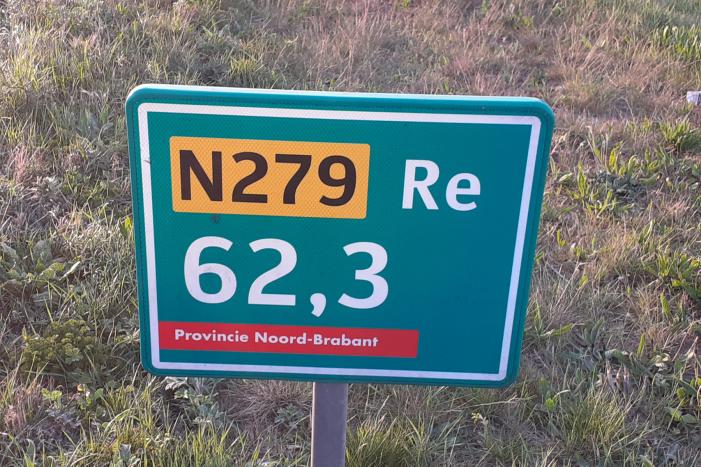 N279 Re
62,3
Provincie Noord-Brabant